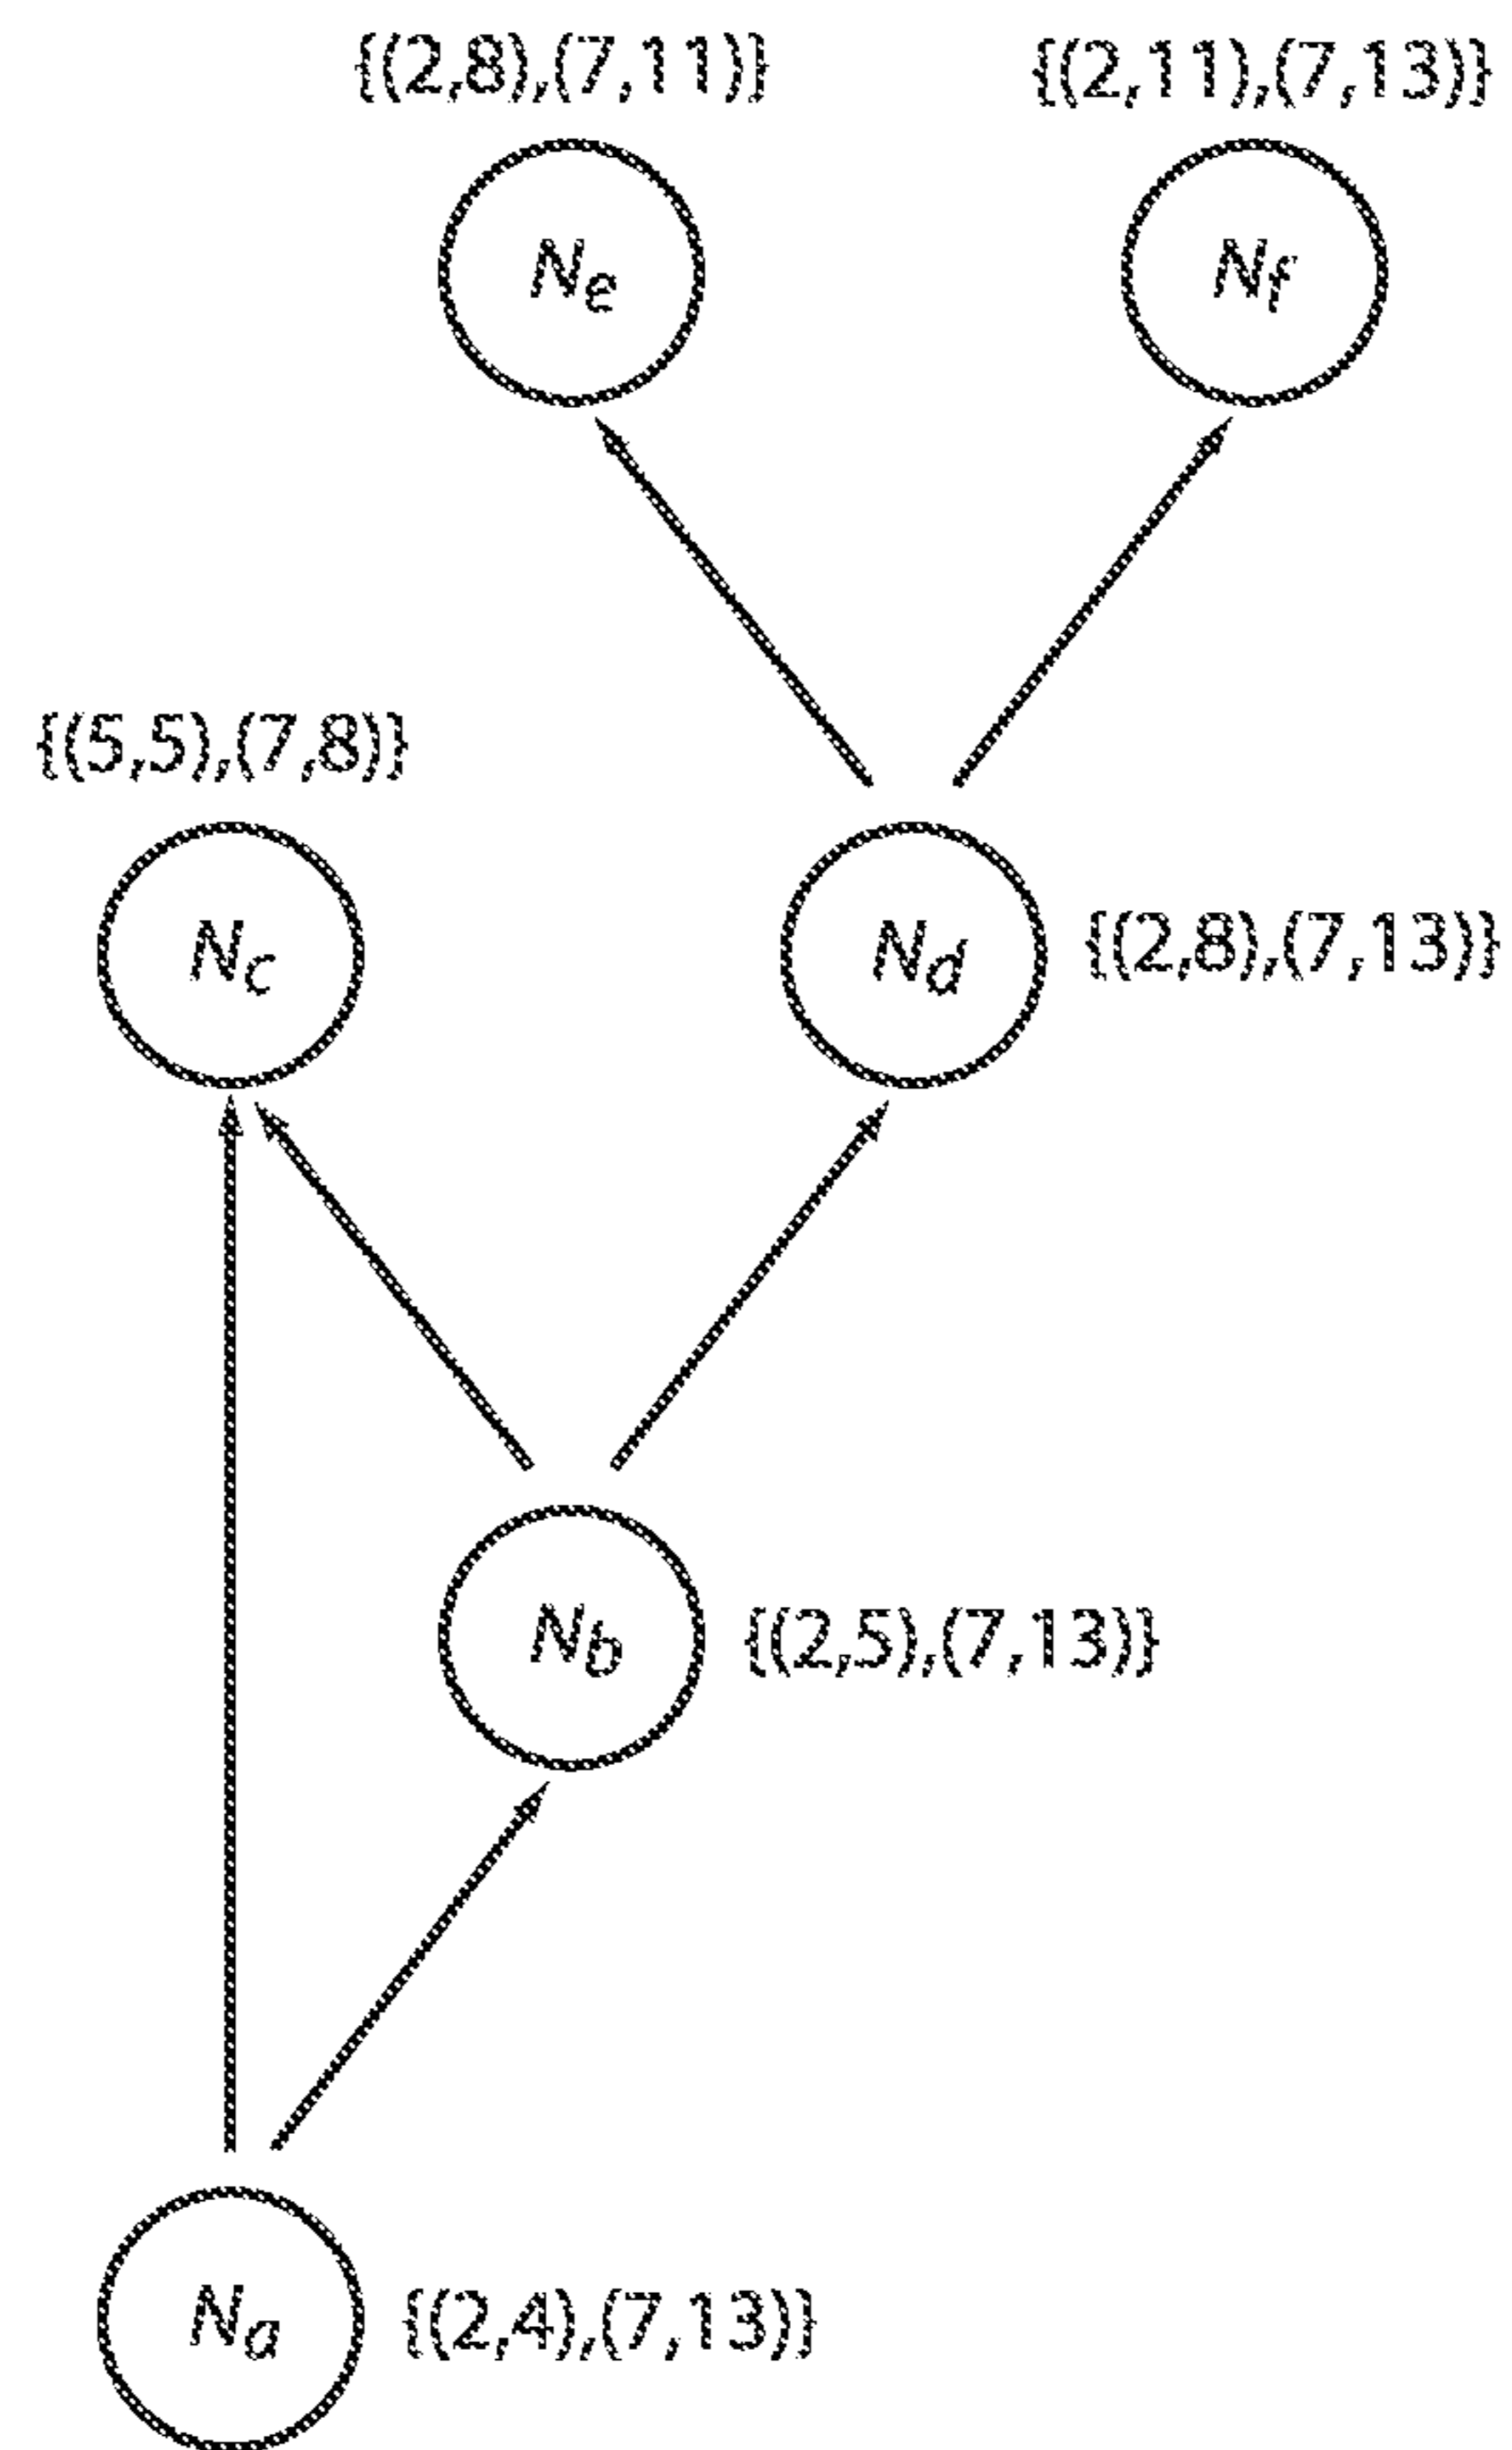 {(2,8),(7,11)} {(2,11),(7,13)}
Ne Nf
{(5,5),(7,8)}
Nc Nd {(2,8),(7,13)}
Nb {(2,5),(7,13)}
Na {(2,4),(7,13)}